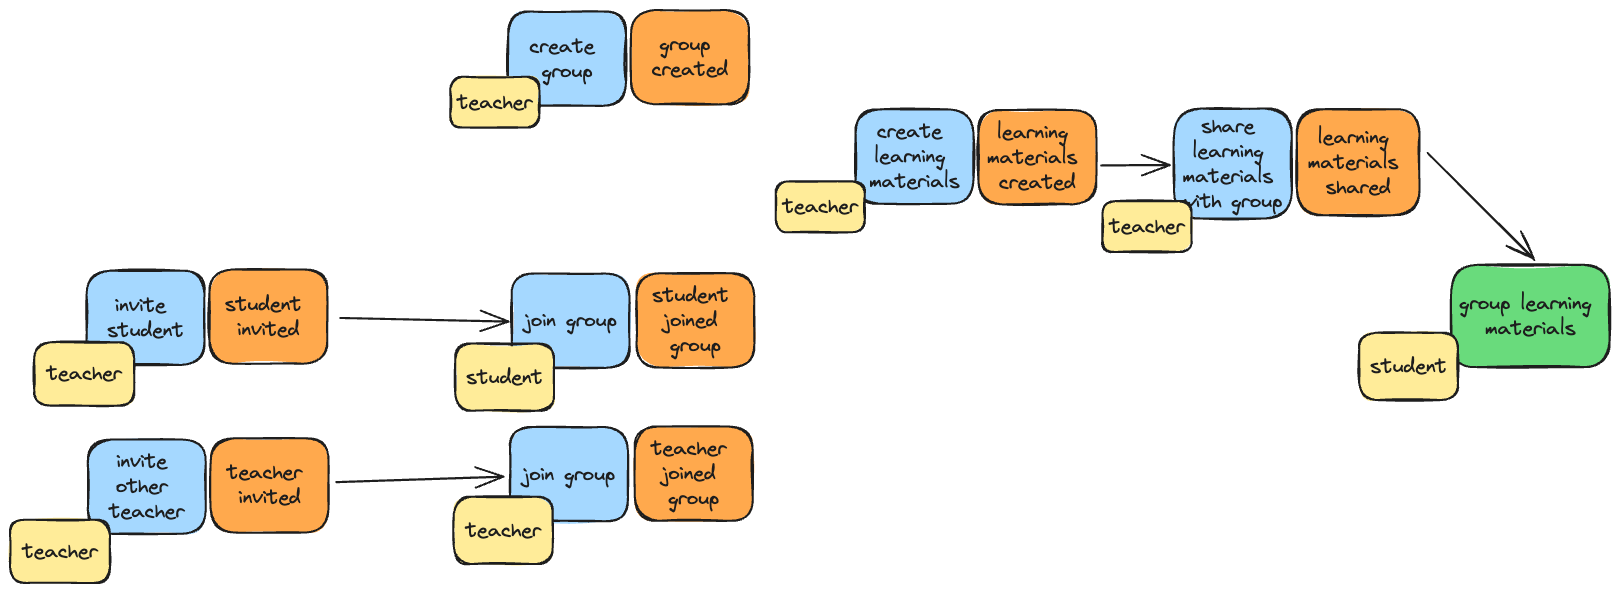 create
group
group
created
teacher
create
learning
materials
learning
materials
created
teacher
share
learning
materials
with group
learning
materials
shared
teacher
invite
student
student
invited
teacher
join group
student
joined
group
student
group learning
materials
student
invite
other
teacher
teacher
invited
teacher
join group
teacher
joined
group
teacher